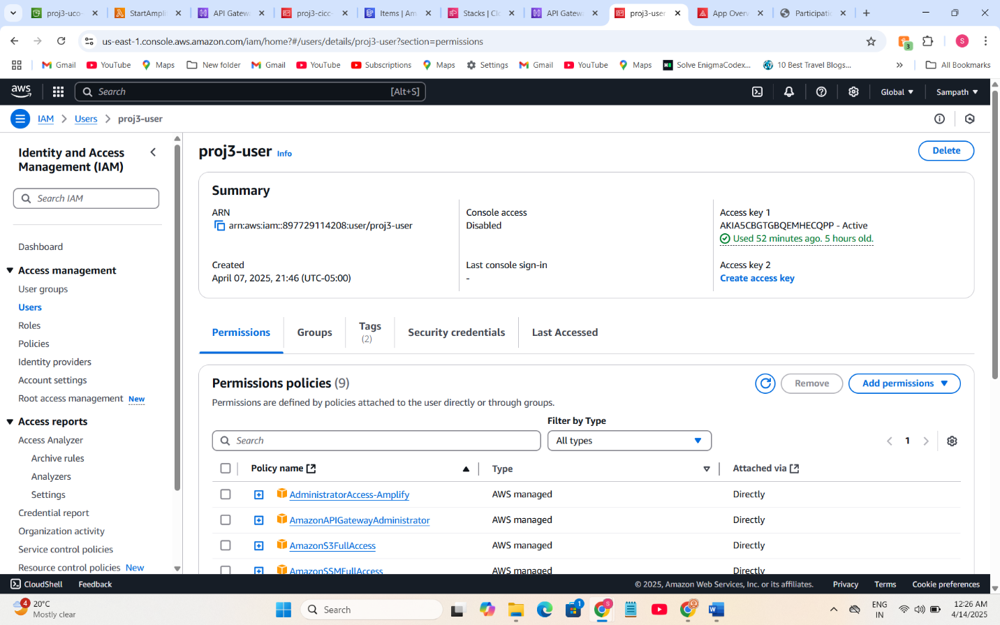 proj3-uco-
StartAmpli
API Gatew
proj3-cicc-
Items | Am
Stacks | Clo
API Gatew
proj3-user
App Overv
Participatio
us-east-1.console.aws.amazon.com/iam/home?#/users/details/proj3-user?section=permissions
3
S
Gmail
YouTube
Maps
New folder
Gmail
YouTube
Subscriptions
Maps
Settings
Gmail
YouTube
Maps
Solve EnigmaCodex...
10 Best Travel Blogs...
All Bookmarks
aws
Search
[Alt+S]
Global
Sampath
IAM
Users
proj3-user
Identity and Access
Management (IAM)
Search IAM
Dashboard
Access management
User groups
Users
Roles
Policies
Identity providers
Account settings
Root access management New
Access reports
Access Analyzer
Archive rules
Analyzers
Settings
Credential report
Organization activity
Service control policies
Resource control policies New
proj3-user Info
Delete
Summary
ARN
arn:aws:iam::897729114208:user/proj3-user
Console access
Disabled
Access key 1
AKIA5CBGTGBQEMHECQPP - Active
Used 52 minutes ago. 5 hours old.
Created
April 07, 2025, 21:46 (UTC-05:00)
Last console sign-in
-
Access key 2
Create access key
Permissions
Groups
Tags
(2)
Security credentials
Last Accessed
Permissions policies (9)
Remove
Add permissions
Permissions are defined by policies attached to the user directly or through groups.
Filter by Type
Search
All types
1
Policy name
Type
Attached via
AdministratorAccess-Amplify
AWS managed
Directly
AmazonAPIGatewayAdministrator
AWS managed
Directly
AmazonS3FullAccess
AWS managed
Directly
AmazonSSMFullAccess
AWS managed
Directly
CloudShell
Feedback
© 2025, Amazon Web Services, Inc. or its affiliates.
Privacy
Terms
Cookie preferences
4
20°C
Mostly clear
Search
1
S
ENG
IN
12:26 AM
4/14/2025